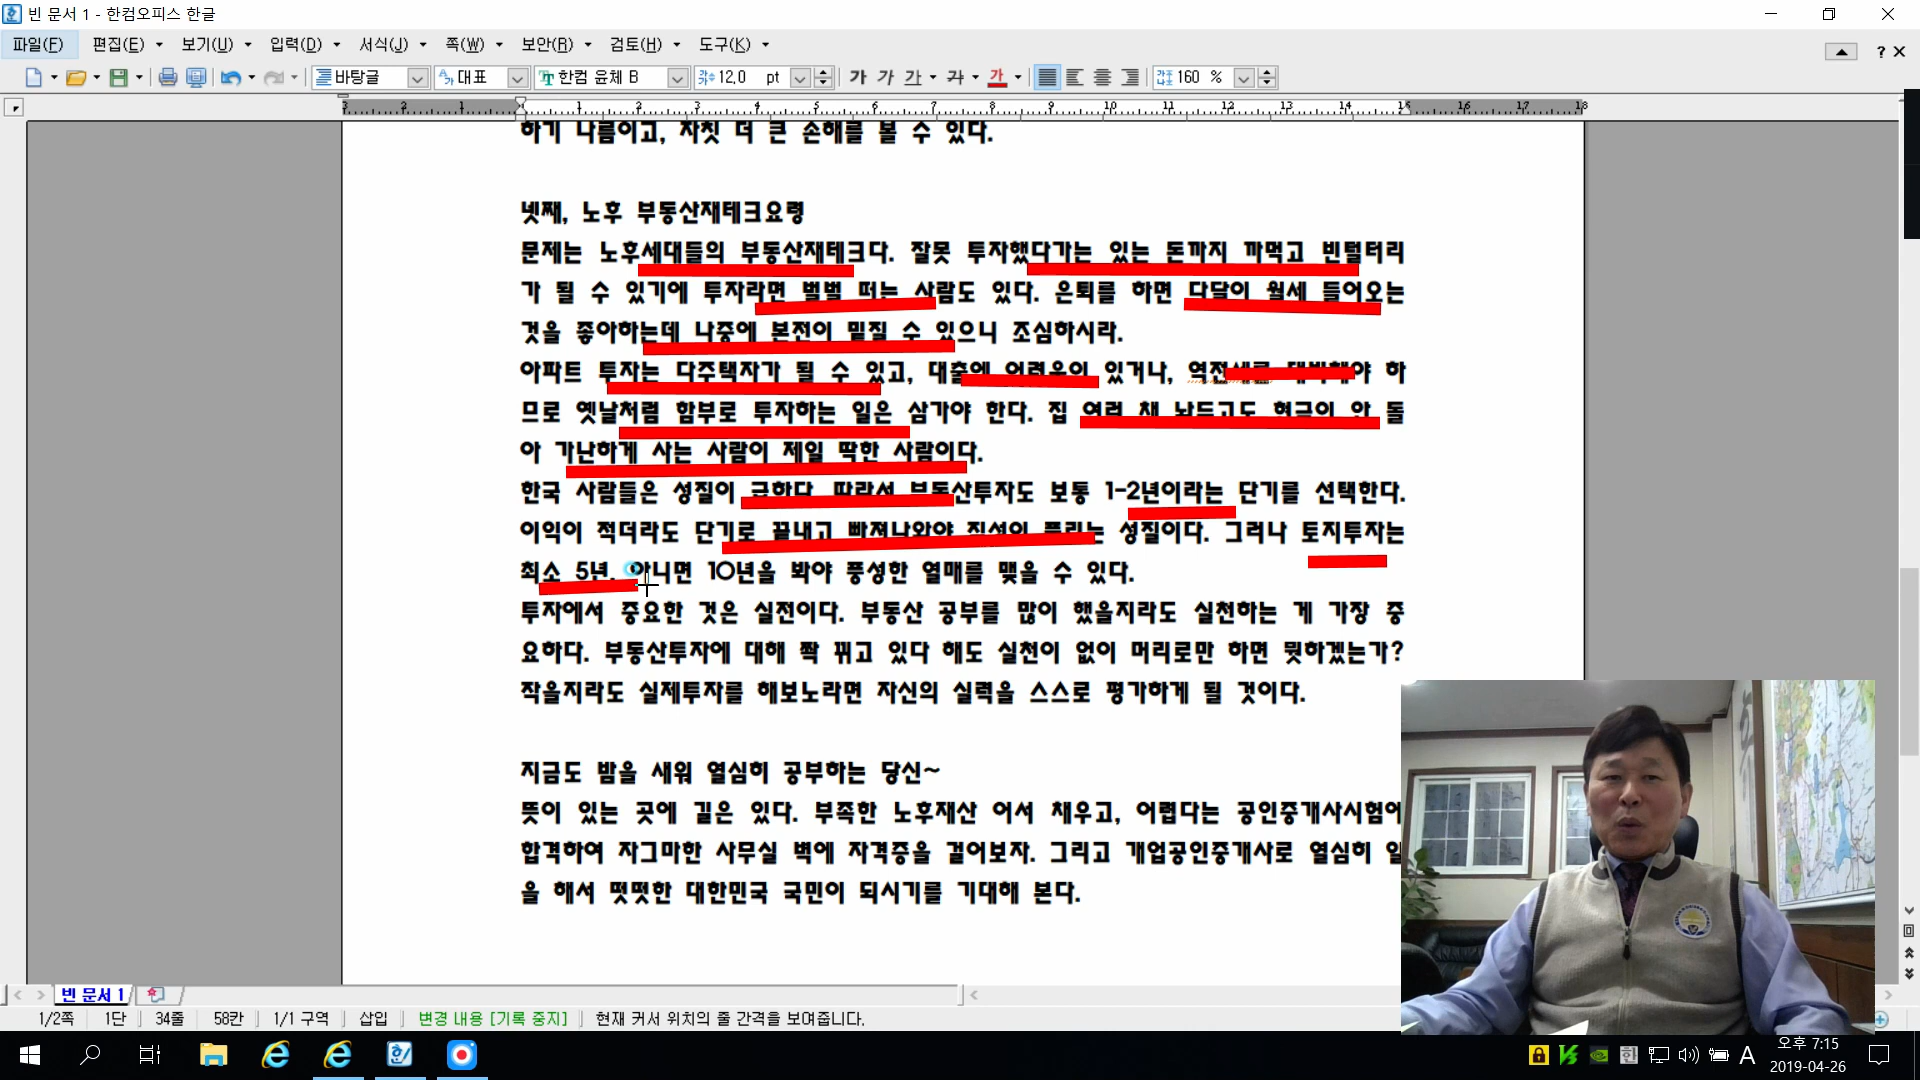 빈 문서 1 - 한컴오피스 한글
파일(F) 편집(E) 보기(U) 입력(D) 서식(J) 쪽(W) 보안(R) 검토(H) 도구(K)
바탕글 대표 한컴 윤체 B 12,0 pt 가 가 가 가 가 160 %
3 2 1 1 2 3 4 5 6 7 8 9 10 11 12 13 14 15 16 17 18
하기 나름이고, 자칫 더 큰 손해를 볼 수 있다.
넷째, 노후 부동산재테크요령
문제는 노후세대들의 부동산재테크다. 잘못 투자했다가는 있는 돈까지 까먹고 빈털터리
가 될 수 있기에 투자라면 벌벌 떠는 사람도 있다. 은퇴를 하면 다달이 월세 들어오는
것을 좋아하는데 나중에 본전이 밑질 수 있으니 조심하시라.
아파트 투자는 다주택자가 될 수 있고, 대출에 어려움이 있거나, 역전세를 대비해야 하
므로 옛날처럼 함부로 투자하는 일은 삼가야 한다. 집 여러 채 놔두고도 현금이 안 돌
아 가난하게 사는 사람이 제일 딱한 사람이다.
한국 사람들은 성질이 급하다. 따라서 부동산투자도 보통 1-2년이라는 단기를 선택한다.
이익이 적더라도 단기로 끝내고 빠져나와야 직성이 풀리는 성질이다. 그러나 토지투자는
최소 5년, 아니면 10년을 봐야 풍성한 열매를 맺을 수 있다.
투자에서 중요한 것은 실전이다. 부동산 공부를 많이 했을지라도 실천하는 게 가장 중
요하다. 부동산투자에 대해 쫙 뀌고 있다 해도 실천이 없이 머리로만 하면 뭣하겠는가?
작을지라도 실제투자를 해보노라면 자신의 실력을 스스로 평가하게 될 것이다.
지금도 밤을 새워 열심히 공부하는 당신~
뜻이 있는 곳에 길은 있다. 부족한 노후재산 어서 채우고, 어렵다는 공인중개사시험에
합격하여 자그마한 사무실 벽에 자격증을 걸어보자. 그리고 개업공인중개사로 열심히 일
을 해서 떳떳한 대한민국 국민이 되시기를 기대해 본다.
빈 문서 1
1/2쪽 1단 34줄 58칸 1/1 구역 삽입 변경 내용 [기록 중지] 현재 커서 위치의 줄 간격을 보여줍니다.
한 A 오후 7:15
2019-04-26